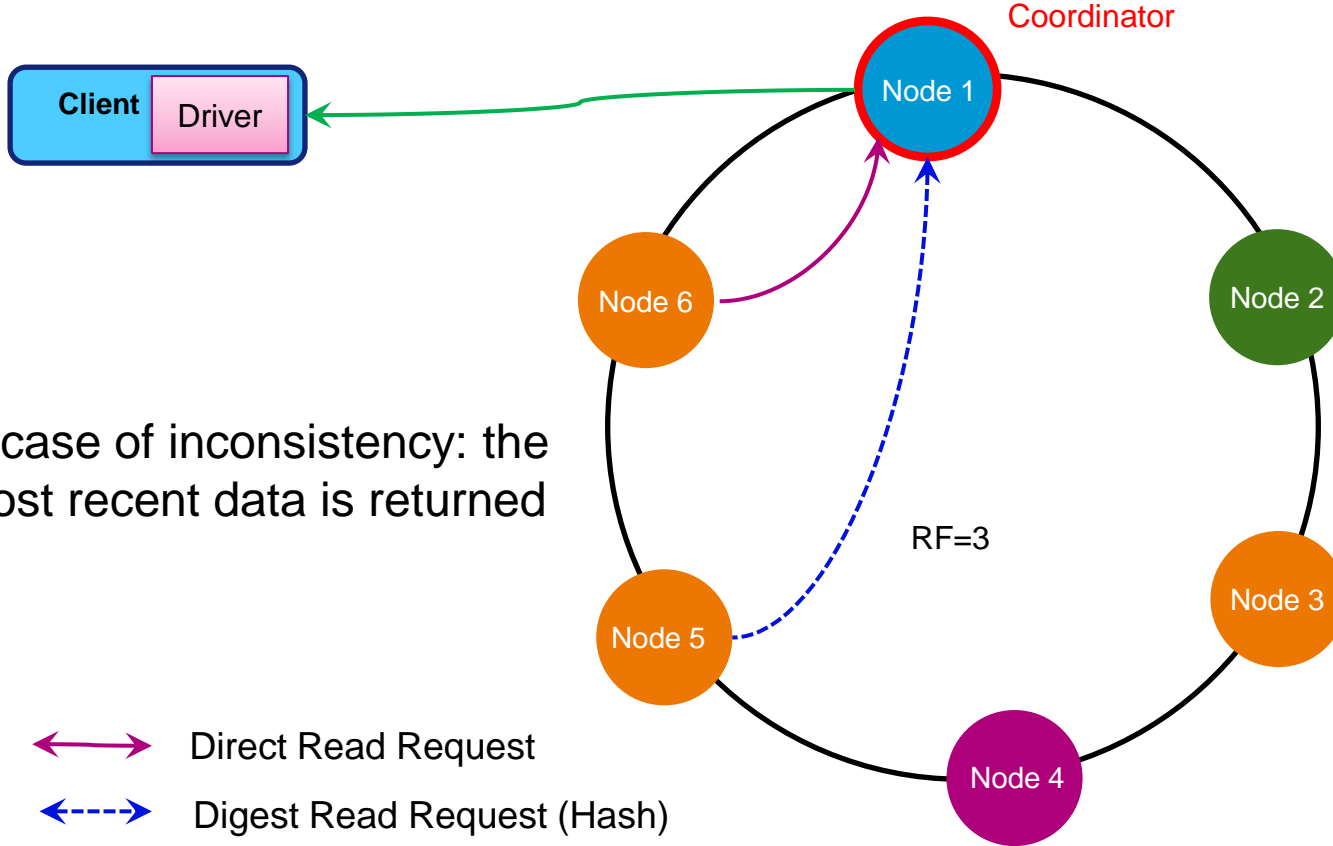 Coordinator
Client
Driver
Node 1
Node 6
Node 2
case of inconsistency: the
ost recent data is returned
RF=3
Node 3
Node 5
Direct Read Request
Node 4
Digest Read Request (Hash)